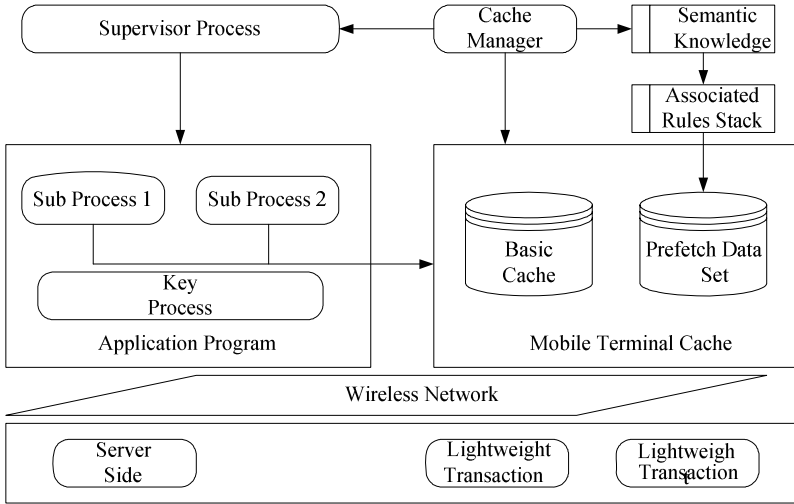 Supervisor Process
Cache
Manager
Semantic
Knowledge
Associated
Rules Stack
Sub Process 1
Sub Process 2
Key
Process
Application Program
Basic
Cache
Prefetch Data
Set
Mobile Terminal Cache
Wireless Network
Server
Side
Lightweight
Transaction
Lightweigh
t
Transaction